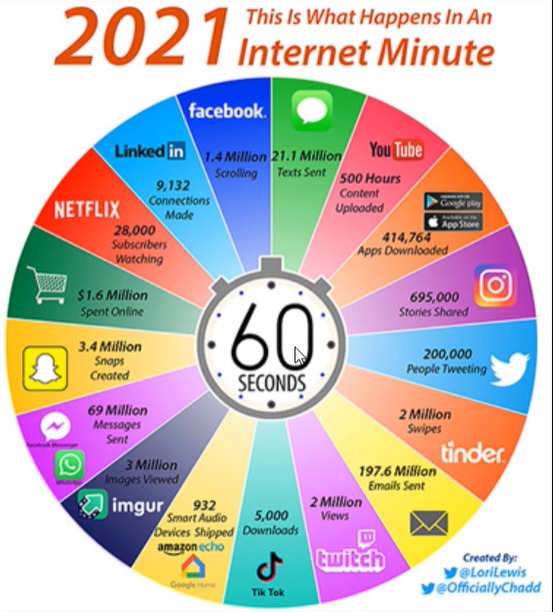 2021 This Is What Happens In An
Internet Minute
facebook.
1.4 Million
Scrolling
21.1 Million
Texts Sent
YouTube
500 Hours
Content
Uploaded
Google play
Available on the
App Store
414,764
Apps Downloaded
695,000
Stories Shared
200,000
People Tweeting
2 Million
Swipes
tinder.
197.6 Million
Emails Sent
2 Million
Views
twitch
5,000
Downloads
Tik Tok
932
Smart Audio
Devices Shipped
amazon echo
Google Home
3 Million
Images Viewed
imgur
69 Million
Messages
Sent
Facebook Messenger
WhatsApp
3.4 Million
Snaps
Created
$1.6 Million
Spent Online
NETFLIX
28,000
Subscribers
Watching
Linked in
9,132
Connections
Made
60
SECONDS
Created By:
@LoriLewis
@OfficiallyChadd